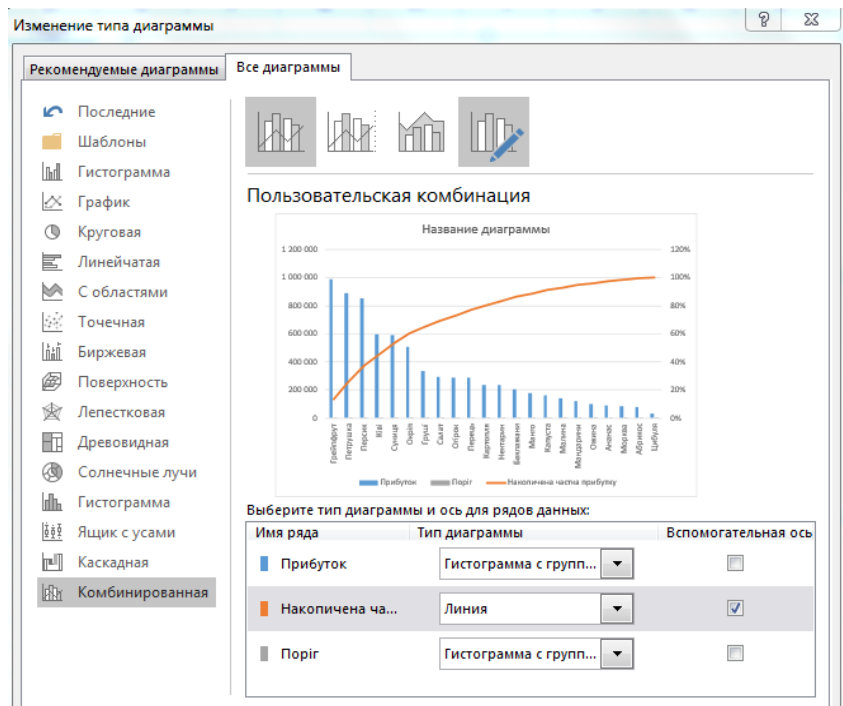 Изменение типа диаграммы
Рекомендуемые диаграммы
Все диаграммы
Последние
Шаблоны
Гистограмма
График
Круговая
Линейчатая
С областями
Точечная
Биржевая
Поверхность
Лепестковая
Древовидная
Солнечные лучи
Гистограмма
Ящик с усами
Каскадная
Комбинированная
Пользовательская комбинация
Название диаграммы
1 200 000
1 000 000
800 000
600 000
400 000
200 000
0
120%
100%
80%
60%
40%
20%
0%
Грейпфрут
Петрушка
Персик
Ківі
Суниця
Окріп
Груші
Салат
Огірок
Перець
Картопля
Нектарин
Баклажани
Манго
Капуста
Малина
Мандарини
Ожина
Ананас
Морква
Абрикос
Цибуля
Прибуток Поріг Накопичена частка прибутку
Выберите тип диаграммы и ось для рядов данных:
Имя ряда Тип диаграммы Вспомогательная ось
Прибуток Гистограмма с групп...
Накопичена ча... Линия
Поріг Гистограмма с групп...